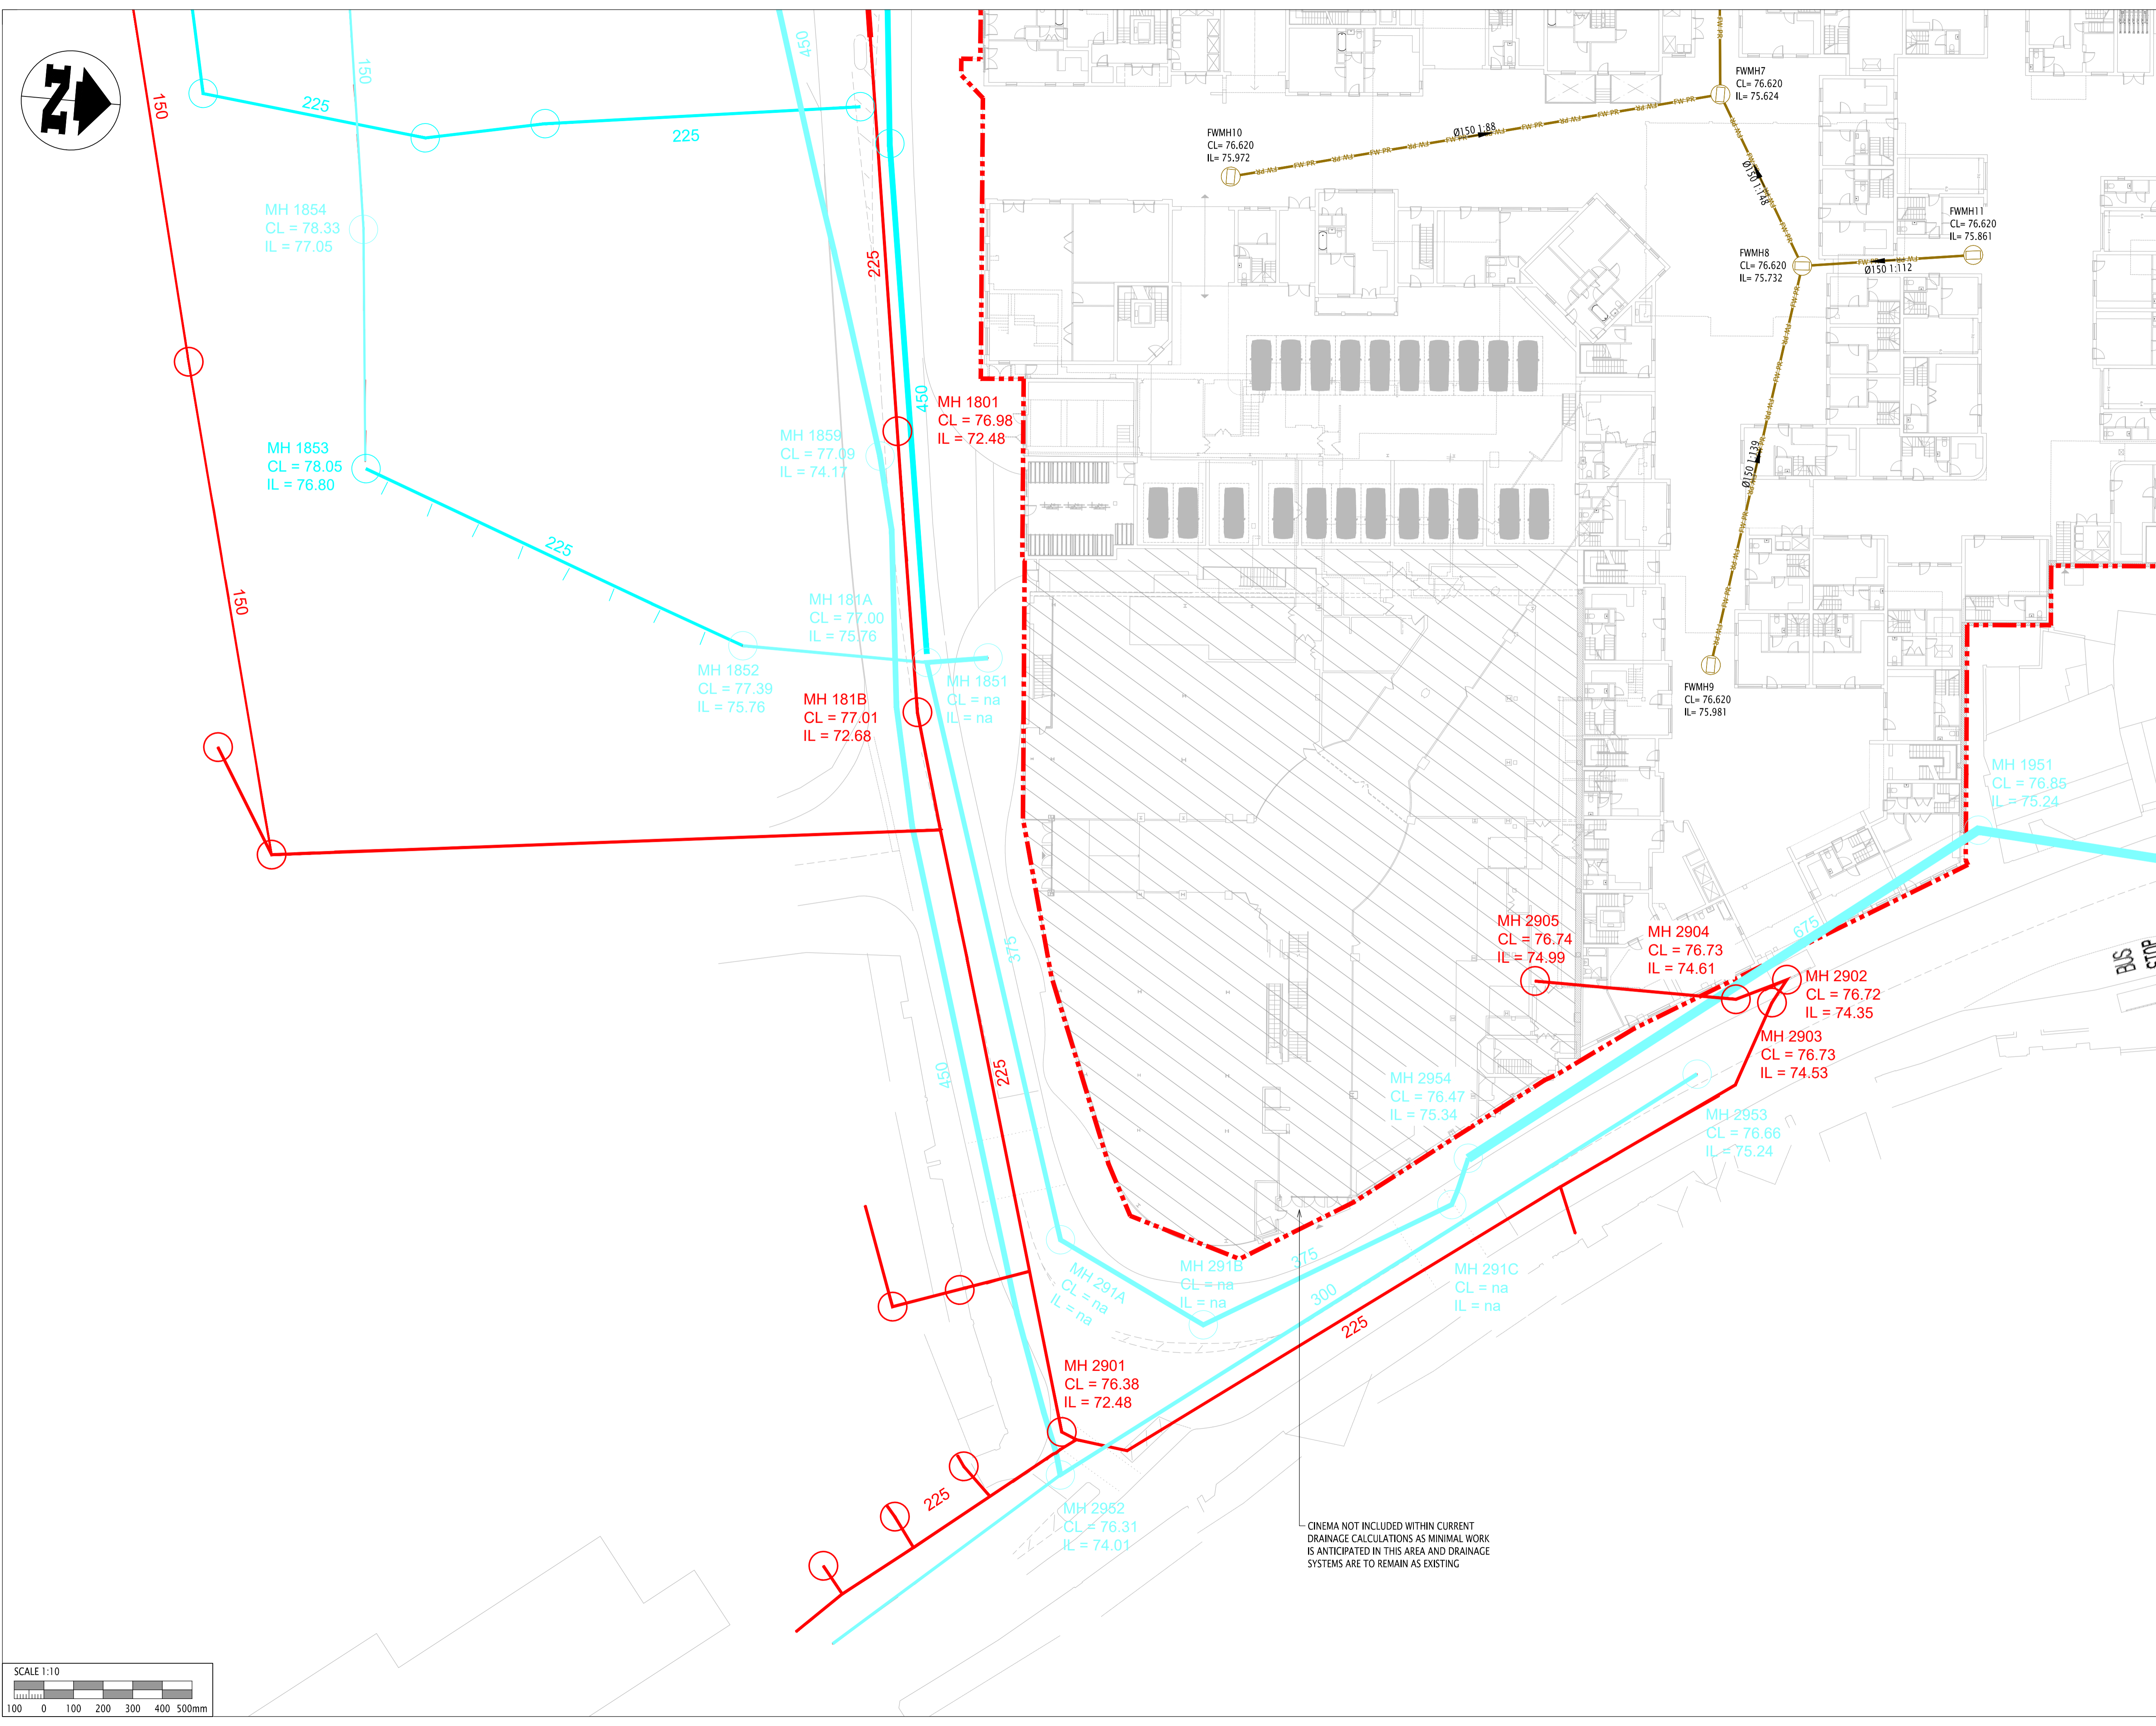 N
150
225
150
225
450
225
450
FWMH7
CL= 76.620
IL= 75.624
Ø150 1:88
FWMH10
CL= 76.620
IL= 75.972
Ø150 1:148
FWMH11
CL= 76.620
IL= 75.861
Ø150 1:112
FWMH8
CL= 76.620
IL= 75.732
MH 1854
CL = 78.33
IL = 77.05
MH 1801
CL = 76.98
IL = 72.48
MH 1859
CL = 77.09
IL = 74.17
MH 1853
CL = 78.05
IL = 76.80
Ø150 1:139
225
150
MH 181A
CL = 77.00
IL = 75.76
MH 1852
CL = 77.39
IL = 75.76
MH 1851
CL = na
IL = na
MH 181B
CL = 77.01
IL = 72.68
FWMH9
CL= 76.620
IL= 75.981
MH 1951
CL = 76.85
IL = 75.24
MH 2905
CL = 76.74
IL = 74.99
MH 2904
CL = 76.73
IL = 74.61
675
BUS
STOP
MH 2902
CL = 76.72
IL = 74.35
MH 2903
CL = 76.73
IL = 74.53
375
450
225
MH 2954
CL = 76.47
IL = 75.34
MH 2953
CL = 76.66
IL = 75.24
MH 291A
CL = na
IL = na
MH 291B
CL = na
IL = na
375
300
MH 291C
CL = na
IL = na
225
MH 2901
CL = 76.38
IL = 72.48
225
MH 2952
CL = 76.31
IL = 74.01
CINEMA NOT INCLUDED WITHIN CURRENT
DRAINAGE CALCULATIONS AS MINIMAL WORK
IS ANTICIPATED IN THIS AREA AND DRAINAGE
SYSTEMS ARE TO REMAIN AS EXISTING
SCALE 1:10
100 0 100 200 300 400 500mm